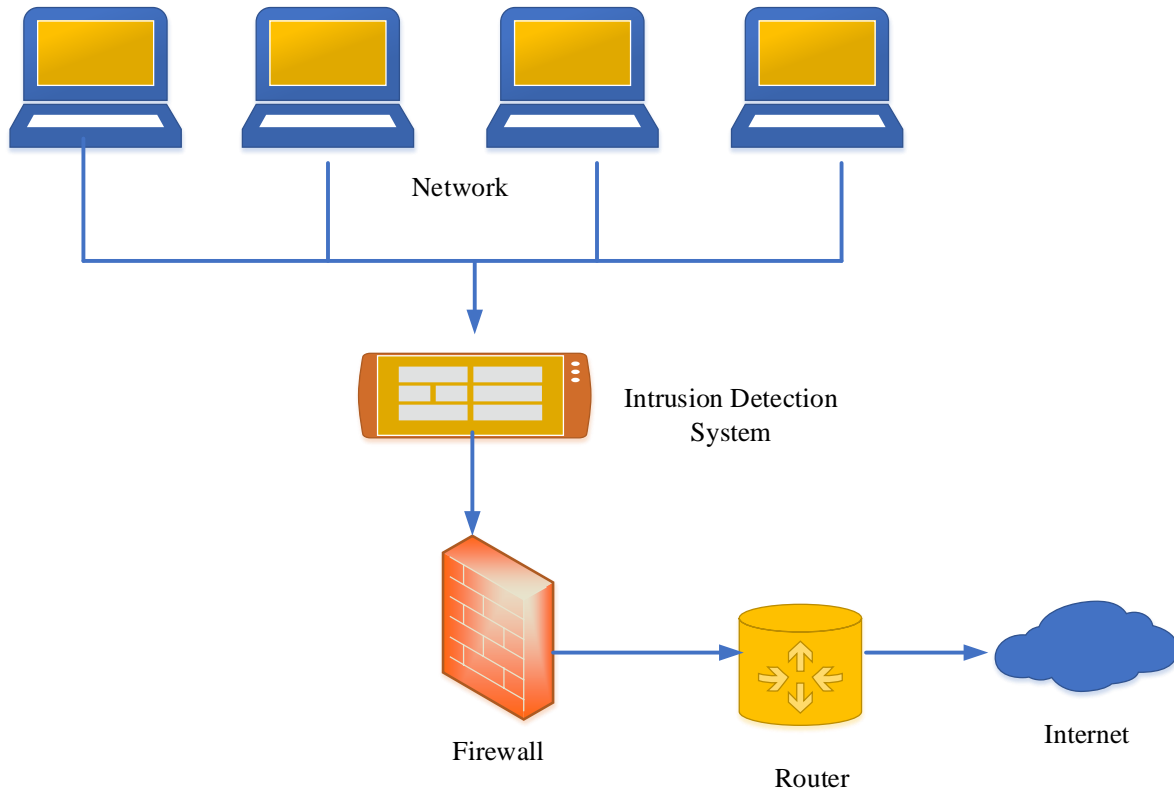 Network
Intrusion Detection
System
Firewall
Router
Internet